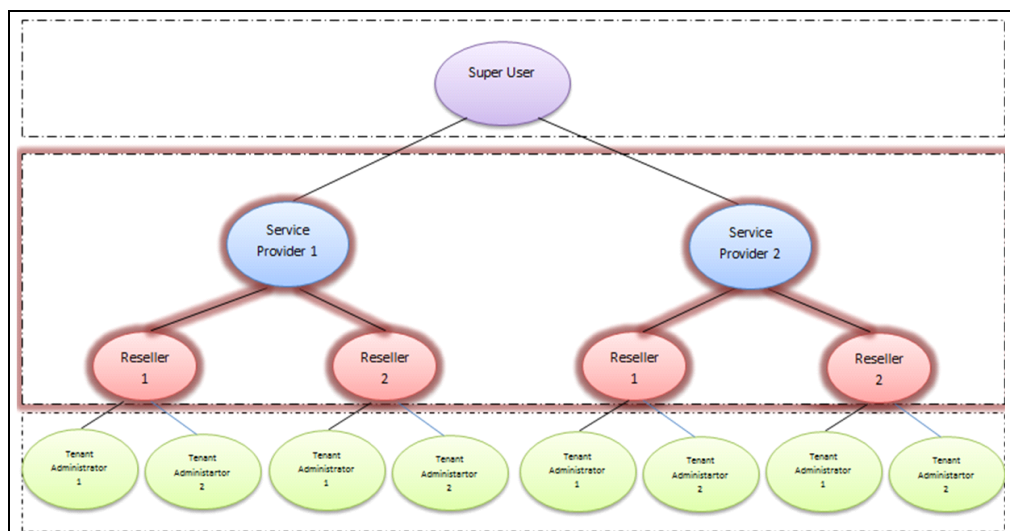 Super User
Service
Provider 1
Service
Provider 2
Reseller
1
Reseller
2
Reseller
1
Reseller
2
Tenant
Administrator
1
Tenant
Administartor
2
Tenant
Administrator
1
Tenant
Administartor
2
Tenant
Administrator
1
Tenant
Administartor
2
Tenant
Administrator
1
Tenant
Administartor
2